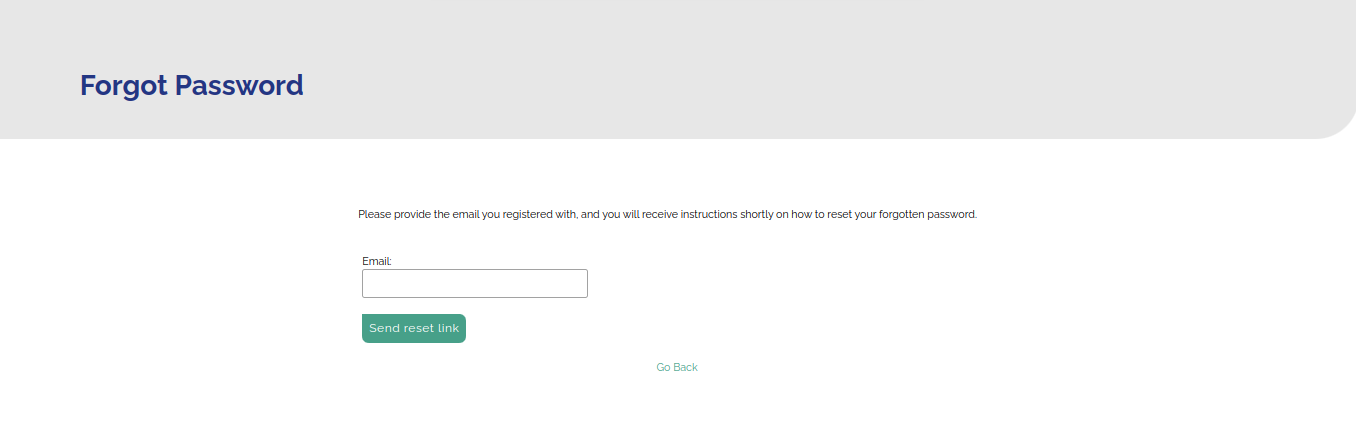 Forgot Password
Please provide the email you registered with, and you will receive instructions shortly on how to reset your forgotten password.
Email:
Send reset link
Go Back